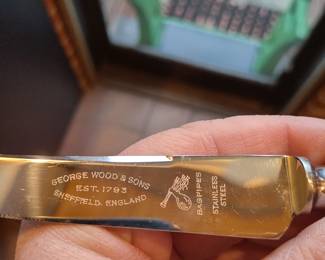 GEORGE WOOD & SONS
EST. 1793
SHEFFIELD, ENGLAND
BAGPIPES
STAINLESS
STEEL